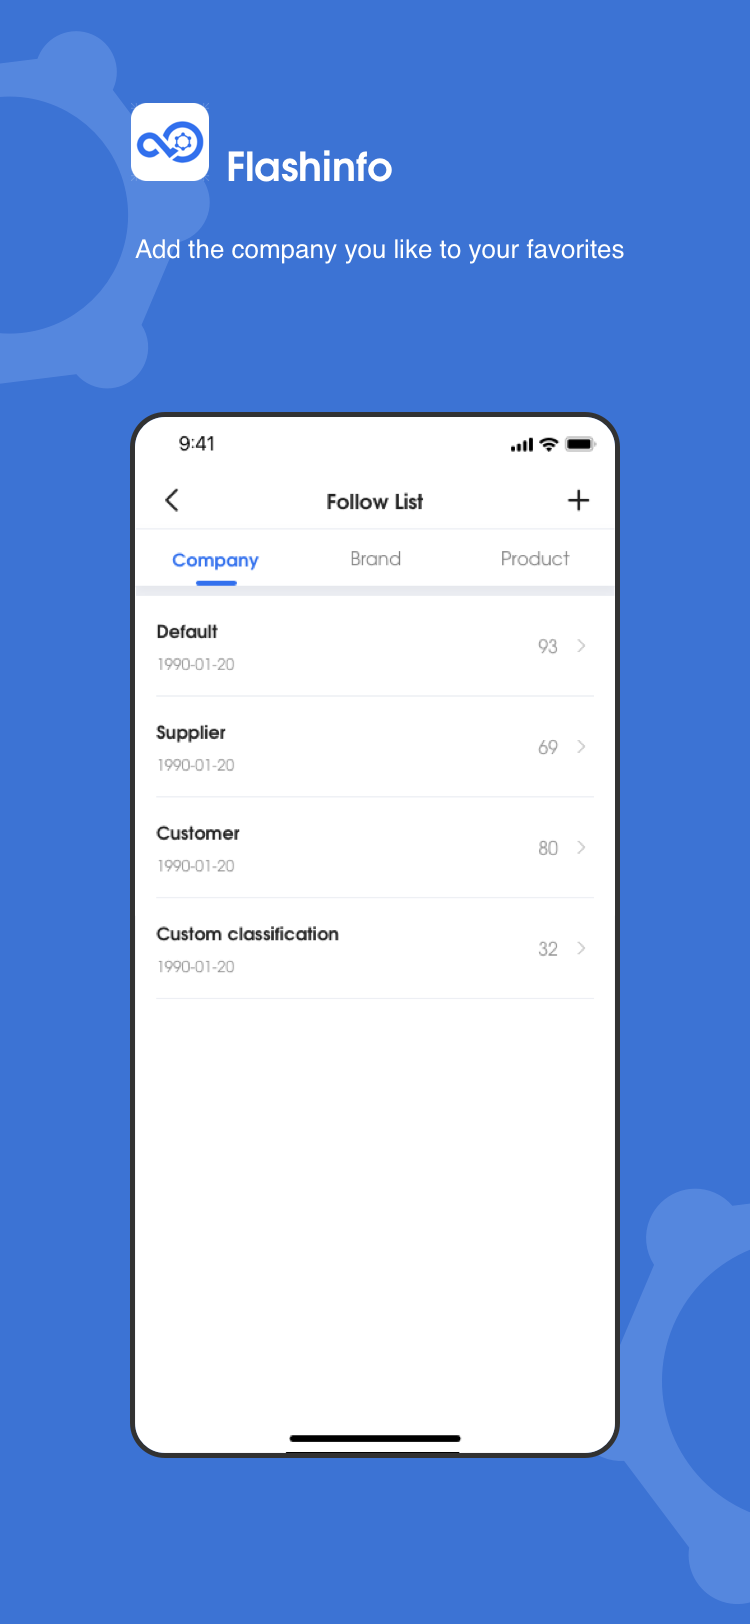 Flashinfo
Add the company you like to your favorites
9:41
Follow List
Company Brand Product
Default
1990-01-20
93
Supplier
1990-01-20
69
Customer
1990-01-20
80
Custom classification
1990-01-20
32